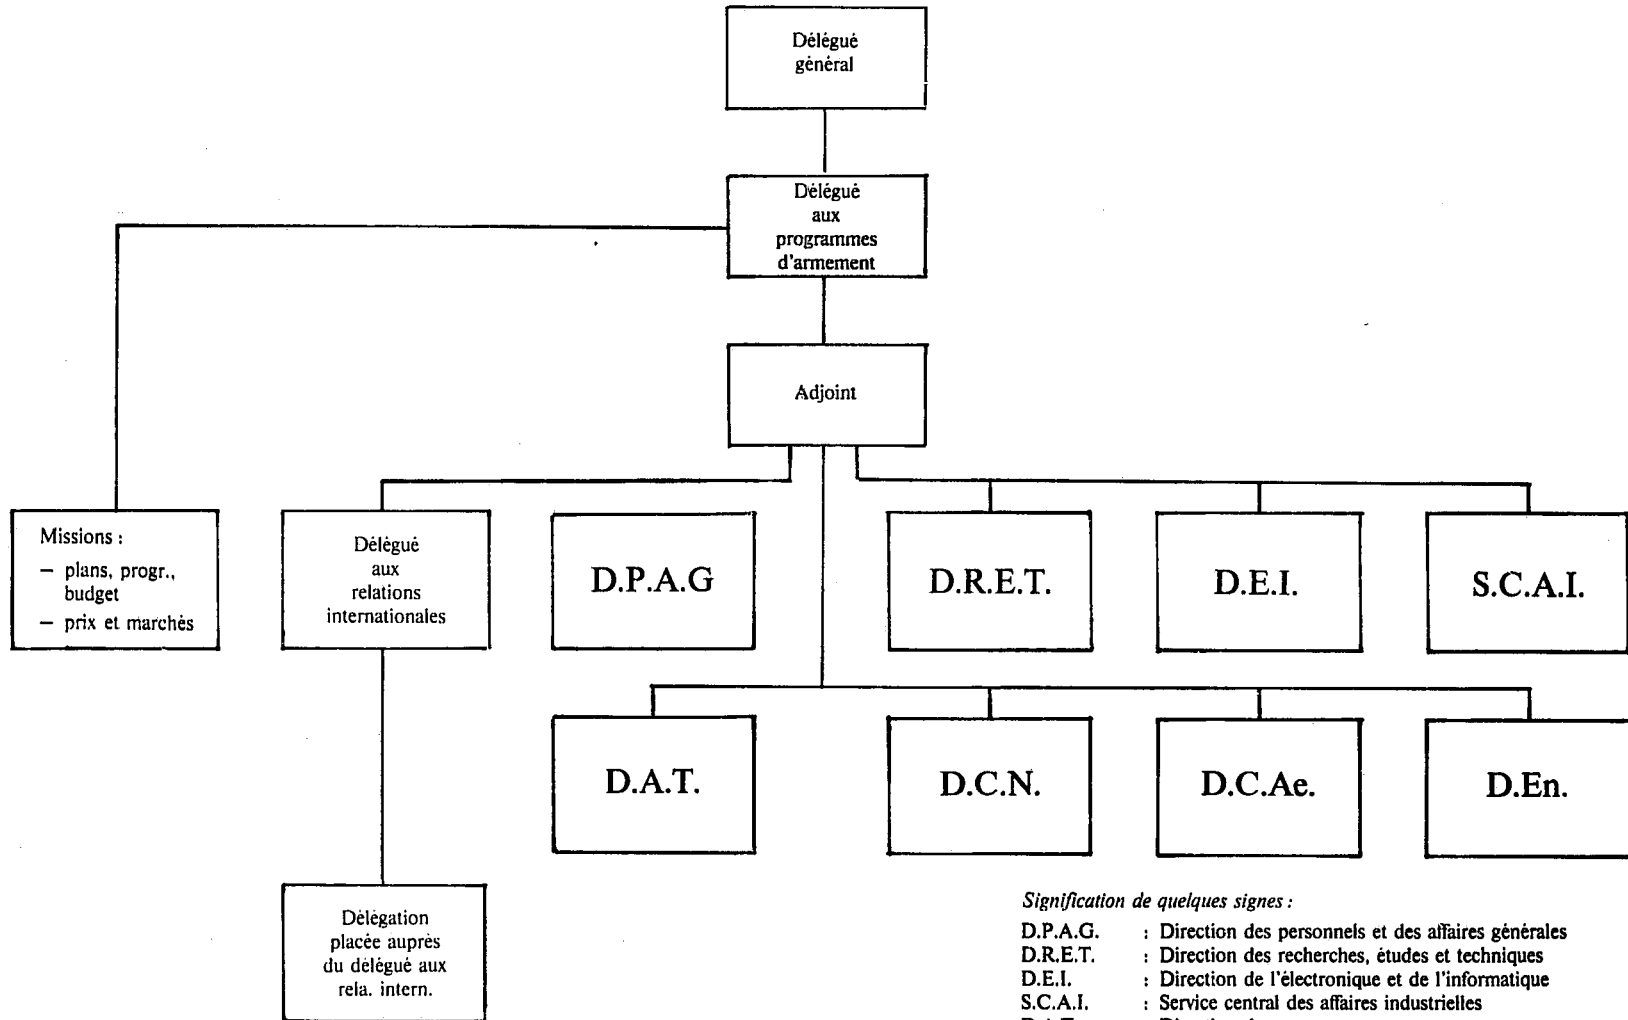 Délégué
général
Délégué
aux
programmes
d'armement
Adjoint
Missions :
— plans, progr.,
budget
— prix et marchés
Délégué
aux
relations
internationales
D.P.A.G
D.R.E.T.
D.E.I.
S.C.A.I.
D.A.T.
D.C.N.
D.C.Ae.
D.En.
Délégation
placée auprès
du délégué aux
rela. intern.
Signification de quelques signes :
D.P.A.G. : Direction des personnels et des affaires générales
D.R.E.T. : Direction des recherches, études et techniques
D.E.I. : Direction de l'électronique et de l'informatique
S.C.A.I. : Service central des affaires industrielles